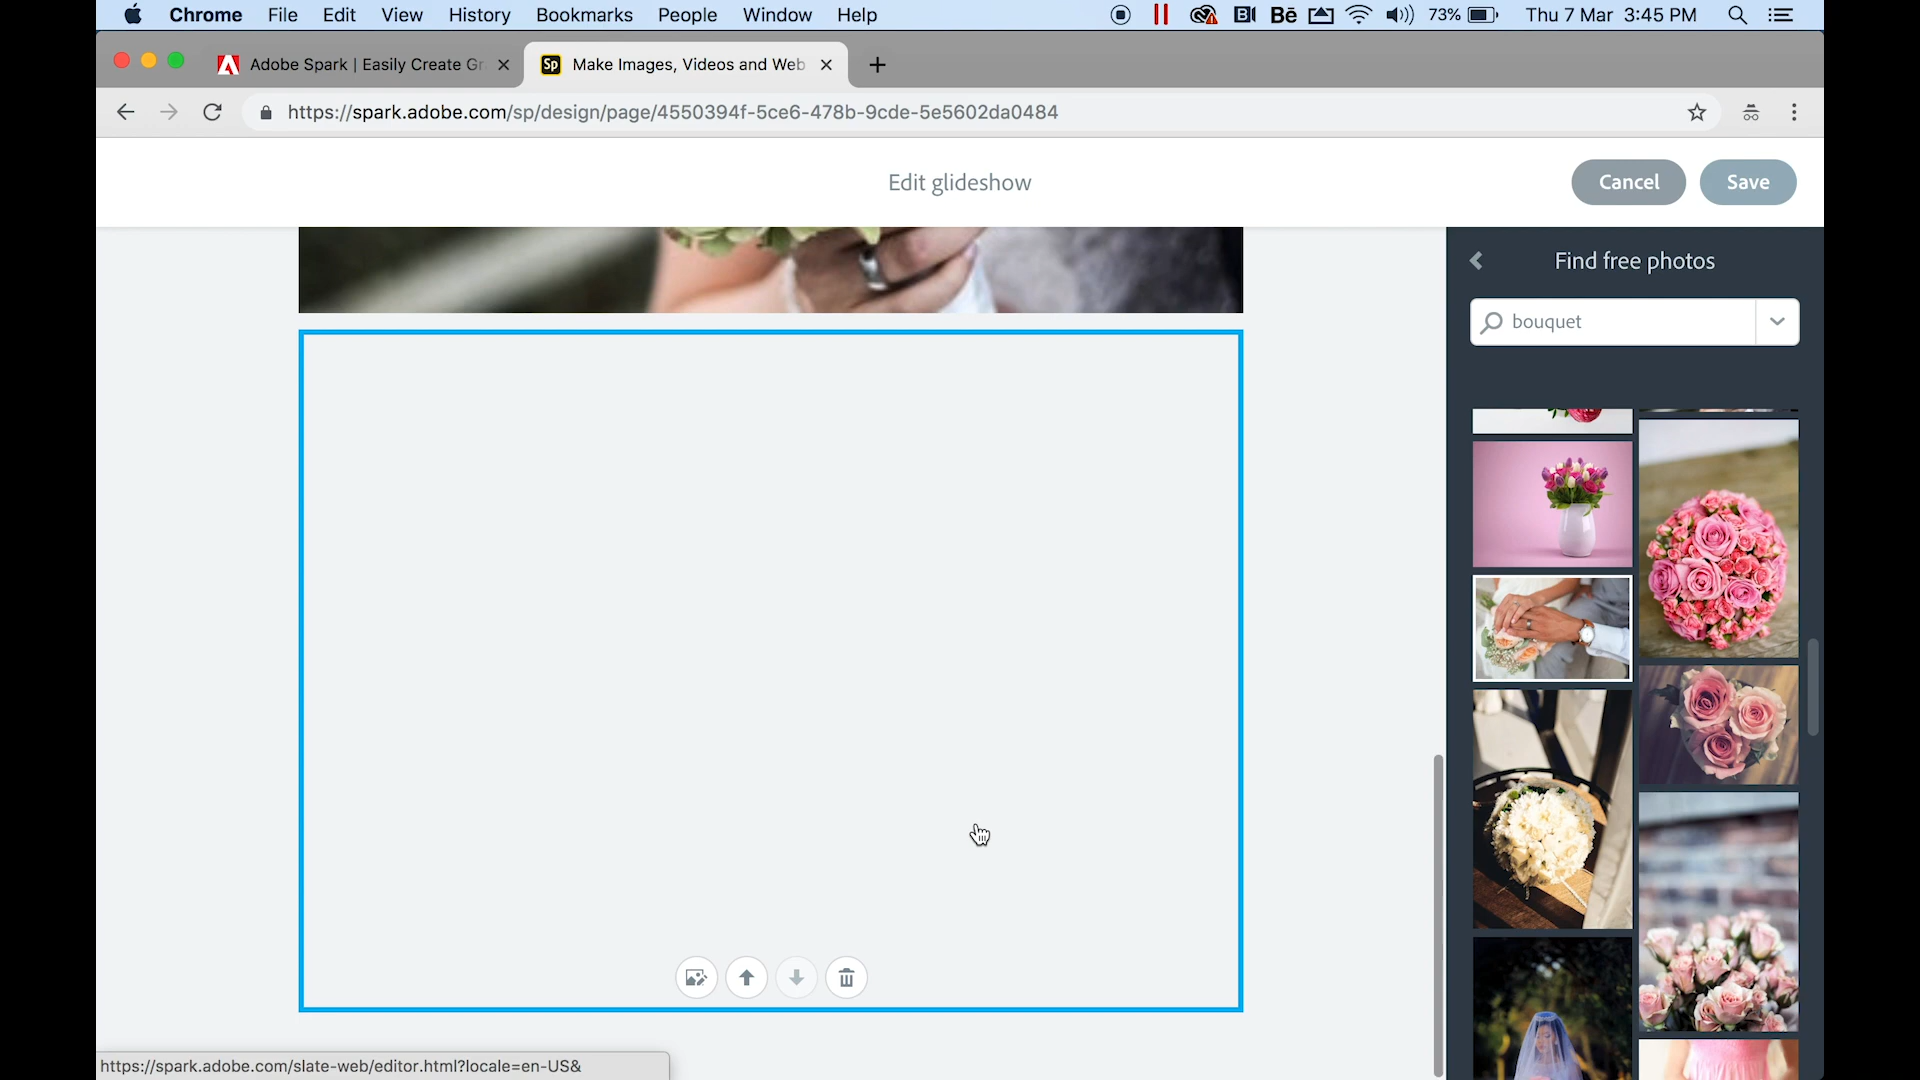 Chrome File Edit View History Bookmarks People Window Help
Bē 73% Thu 7 Mar 3:45 PM
Adobe Spark | Easily Create Gr
Sp Make Images, Videos and Web
https://spark.adobe.com/sp/design/page/4550394f-5ce6-478b-9cde-5e5602da0484
Edit glideshow
Cancel
Save
Find free photos
bouquet
https://spark.adobe.com/slate-web/editor.html?locale=en-US&